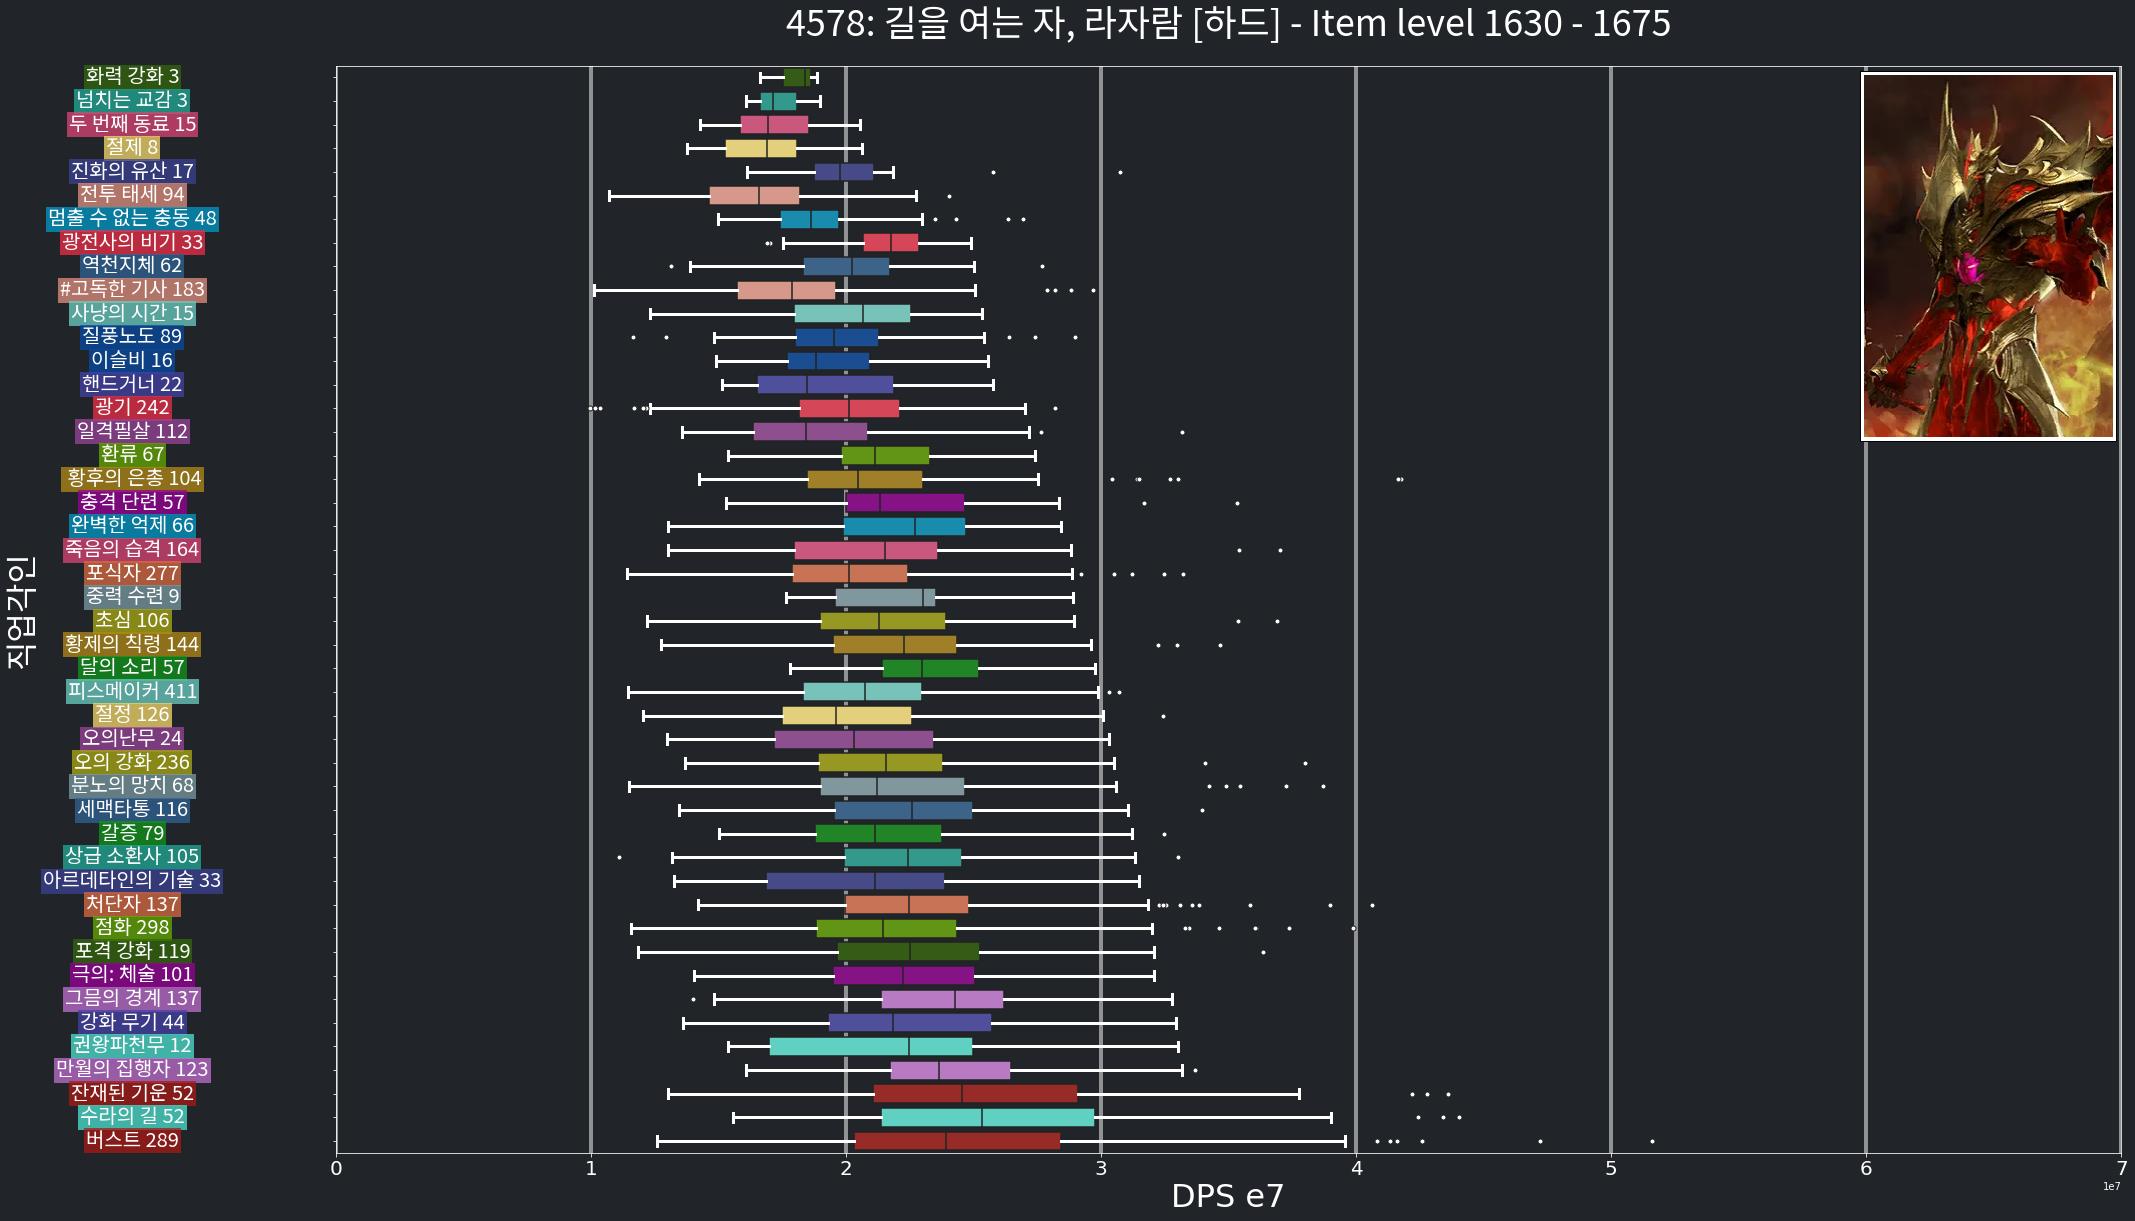 4578: 길을 여는 자, 라자람 [하드] - Item level 1630 - 1675
직업각인
화력 강화 3
넘치는 교감 3
두 번째 동료 15
절제 8
진화의 유산 17
전투 태세 94
멈출 수 없는 충동 48
광전사의 비기 33
역천지체 62
#고독한 기사 183
사냥의 시간 15
질풍노도 89
이슬비 16
핸드거너 22
광기 242
일격필살 112
환류 67
황후의 은총 104
충격 단련 57
완벽한 억제 66
죽음의 습격 164
포식자 277
중력 수련 9
초심 106
황제의 칙령 144
달의 소리 57
피스메이커 411
절정 126
오의난무 24
오의 강화 236
분노의 망치 68
세맥타통 116
갈증 79
상급 소환사 105
아르데타인의 기술 33
처단자 137
점화 298
포격 강화 119
극의: 체술 101
그믐의 경계 137
강화 무기 44
권왕파천무 12
만월의 집행자 123
잔재된 기운 52
수라의 길 52
버스트 289
0 1 2 3 4 5 6 7
1e7
DPS e7